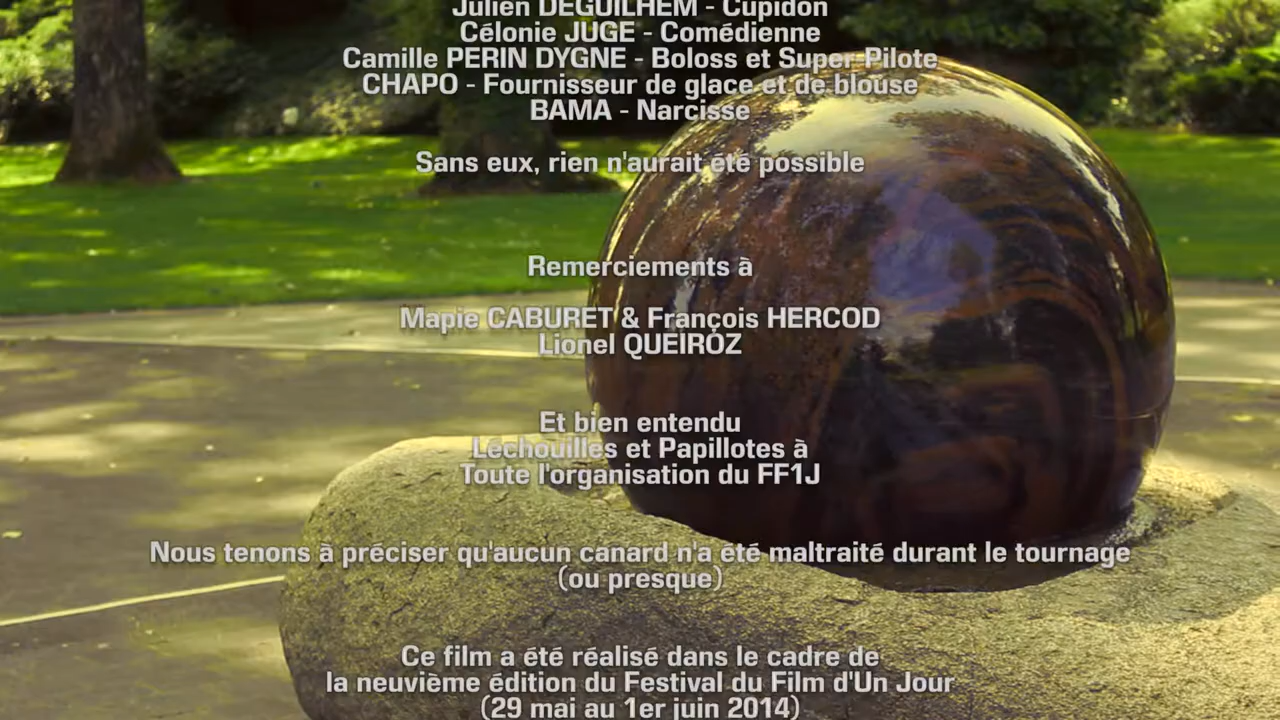 Julien DEGUILHEM - Cupidon
Célonie JUGE - Comédienne
Camille PERIN DYGNE - Boloss et Super Pilote
CHAPO - Fournisseur de glace et de blouse
BAMA - Narcisse
Sans eux, rien n'aurait été possible
Remerciements à
Mapie CABURET & François HERCOD
Lionel QUEIROZ
Et bien entendu
Léchouilles et Papillotes à
Toute l'organisation du FF1J
Nous tenons à préciser qu'aucun canard n'a été maltraité durant le tournage
(ou presque)
Ce film a été réalisé dans le cadre de
la neuvième édition du Festival du Film d'Un Jour
(29 mai au 1er juin 2014)